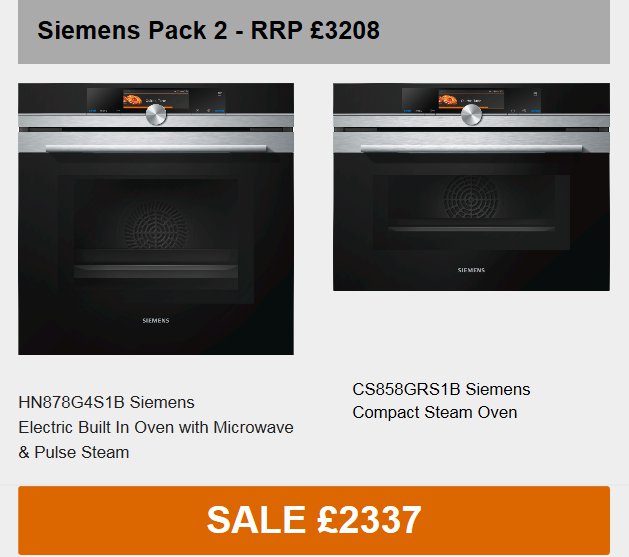 Siemens Pack 2 - RRP £3208
SIEMENS
SIEMENS
HN878G4S1B Siemens
Electric Built In Oven with Microwave
& Pulse Steam
CS858GRS1B Siemens
Compact Steam Oven
SALE £2337